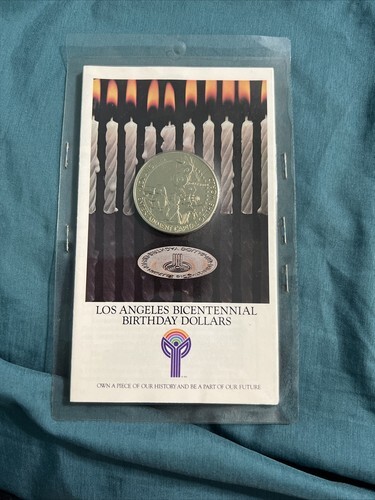 LOS ANGELES BICENTENNIAL
BIRTHDAY DOLLARS
OWN A PIECE OF OUR HISTORY AND BE A PART OF OUR FUTURE